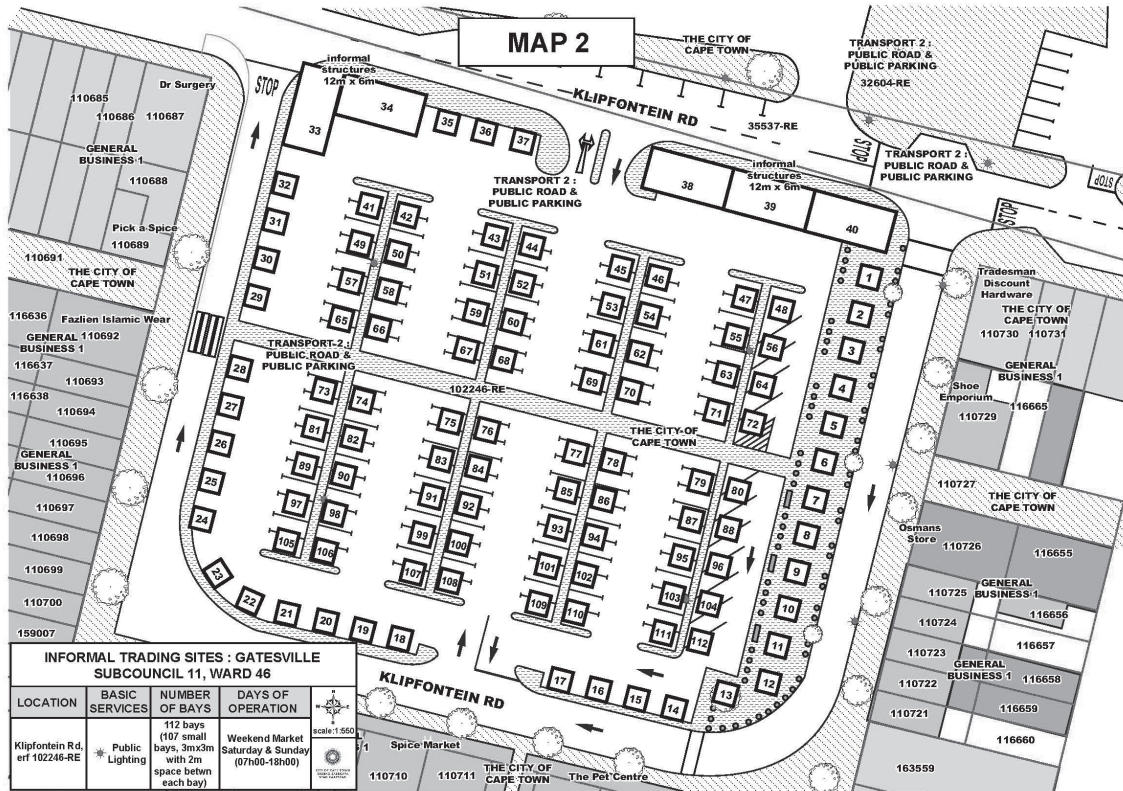 MAP 2
THE CITY OF
CAPE TOWN
TRANSPORT 2 :
PUBLIC ROAD &
PUBLIC PARKING
32604-RE
informal
structures
12m x 6m
STOP
KLIPFONTEIN RD
35537-RE
STOP
TRANSPORT 2 :
PUBLIC ROAD &
PUBLIC PARKING
STOP
STOP
Dr Surgery
110685
110686
110687
GENERAL
BUSINESS 1
110688
Pick a Spice
110689
110691
THE CITY OF
CAPE TOWN
116636
Fazlien Islamic Wear
110692
GENERAL
BUSINESS 1
116637
110693
116638
110694
110695
GENERAL
BUSINESS 1
110696
110697
110698
110699
110700
159007
33
34
35
36
37
TRANSPORT 2 :
PUBLIC ROAD &
PUBLIC PARKING
informal
structures
12m x 6m
38
39
40
32
31
30
29
41
42
43
44
45
46
47
48
49
50
51
52
53
54
55
56
57
58
59
60
61
62
63
64
65
66
67
68
69
70
71
72
1
2
3
4
5
6
7
8
9
10
11
12
13
TRANSPORT 2 :
PUBLIC ROAD &
PUBLIC PARKING
102246-RE
THE CITY OF
CAPE TOWN
28
27
26
25
24
23
22
21
20
19
18
17
16
15
14
73
74
75
76
77
78
79
80
81
82
83
84
85
86
87
88
89
90
91
92
93
94
95
96
97
98
99
100
101
102
103
104
105
106
107
108
109
110
111
112
Tradesman
Discount
Hardware
THE CITY OF
CAPE TOWN
110730
110731
GENERAL
BUSINESS 1
Shoe
Emporium
110729
116665
110727
THE CITY OF
CAPE TOWN
Osmans
Store
110726
116655
GENERAL
BUSINESS 1
110725
116656
110724
116657
110723
GENERAL
BUSINESS 1
116658
110722
116659
110721
116660
163559
KLIPFONTEIN RD
Spice Market
110710
110711
THE CITY OF
CAPE TOWN
The Pet Centre
INFORMAL TRADING SITES : GATESVILLE
SUBCOUNCIL 11, WARD 46
LOCATION
BASIC
SERVICES
NUMBER
OF BAYS
DAYS OF
OPERATION
scale:1:550
Klipfontein Rd,
erf 102246-RE
Public
Lighting
112 bays
(107 small
bays, 3mx3m
with 2m
space betwn
each bay)
Weekend Market
Saturday & Sunday
(07h00-18h00)